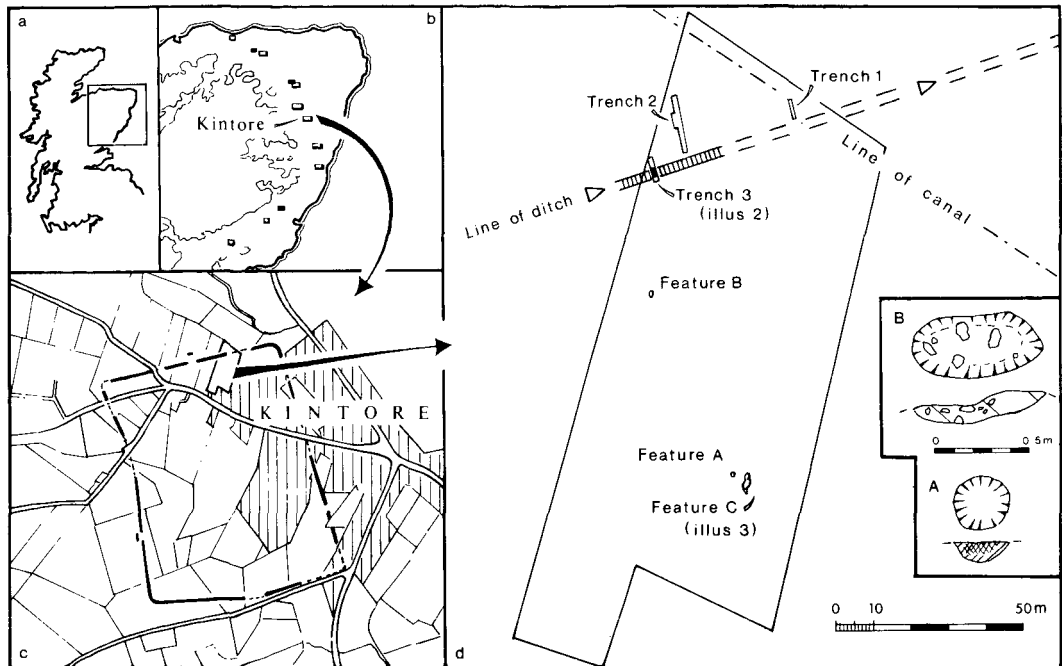 a
b
Kintore
KINTORE
c
d
Trench 1
Trench 2
Trench 3
(illus 2)
Line of ditch
Line of canal
Feature B
Feature A
Feature C
(illus 3)
B
0 0 5m
A
0 10 50m